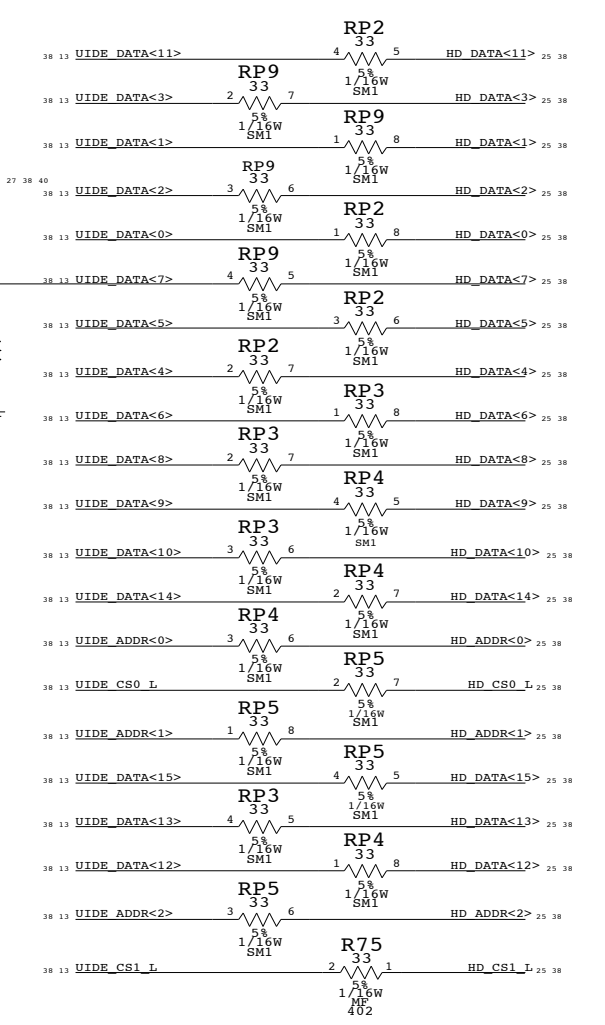 RP2
33
38 13 UIDE_DATA<11> 4 5 HD_DATA<11> 25 38
5%
1/16W
SM1
RP9
33
38 13 UIDE_DATA<3> 2 7 HD_DATA<3> 25 38
5%
1/16W
SM1
RP9
33
38 13 UIDE_DATA<1> 1 8 HD_DATA<1> 25 38
5%
1/16W
SM1
27 38 40
RP9
33
38 13 UIDE_DATA<2> 3 6 HD_DATA<2> 25 38
5%
1/16W
SM1
RP2
33
38 13 UIDE_DATA<0> 1 8 HD_DATA<0> 25 38
5%
1/16W
SM1
RP9
33
38 13 UIDE_DATA<7> 4 5 HD_DATA<7> 25 38
5%
1/16W
SM1
RP2
33
38 13 UIDE_DATA<5> 3 6 HD_DATA<5> 25 38
5%
1/16W
SM1
RP2
33
38 13 UIDE_DATA<4> 2 7 HD_DATA<4> 25 38
5%
1/16W
SM1
RP3
33
38 13 UIDE_DATA<6> 1 8 HD_DATA<6> 25 38
5%
1/16W
SM1
RP3
33
38 13 UIDE_DATA<8> 2 7 HD_DATA<8> 25 38
5%
1/16W
SM1
RP4
33
38 13 UIDE_DATA<9> 4 5 HD_DATA<9> 25 38
5%
1/16W
SM1
RP3
33
38 13 UIDE_DATA<10> 3 6 HD_DATA<10> 25 38
5%
1/16W
SM1
RP4
33
38 13 UIDE_DATA<14> 2 7 HD_DATA<14> 25 38
5%
1/16W
SM1
RP4
33
38 13 UIDE_ADDR<0> 3 6 HD_ADDR<0> 25 38
5%
1/16W
SM1
RP5
33
38 13 UIDE_CS0_L 2 7 HD_CS0_L 25 38
5%
1/16W
SM1
RP5
33
38 13 UIDE_ADDR<1> 1 8 HD_ADDR<1> 25 38
5%
1/16W
SM1
RP5
33
38 13 UIDE_DATA<15> 4 5 HD_DATA<15> 25 38
5%
1/16W
SM1
RP3
33
38 13 UIDE_DATA<13> 4 5 HD_DATA<13> 25 38
5%
1/16W
SM1
RP4
33
38 13 UIDE_DATA<12> 1 8 HD_DATA<12> 25 38
5%
1/16W
SM1
RP5
33
38 13 UIDE_ADDR<2> 3 6 HD_ADDR<2> 25 38
5%
1/16W
SM1
R75
33
38 13 UIDE_CS1_L 2 1 HD_CS1_L 25 38
5%
1/16W
MF
402